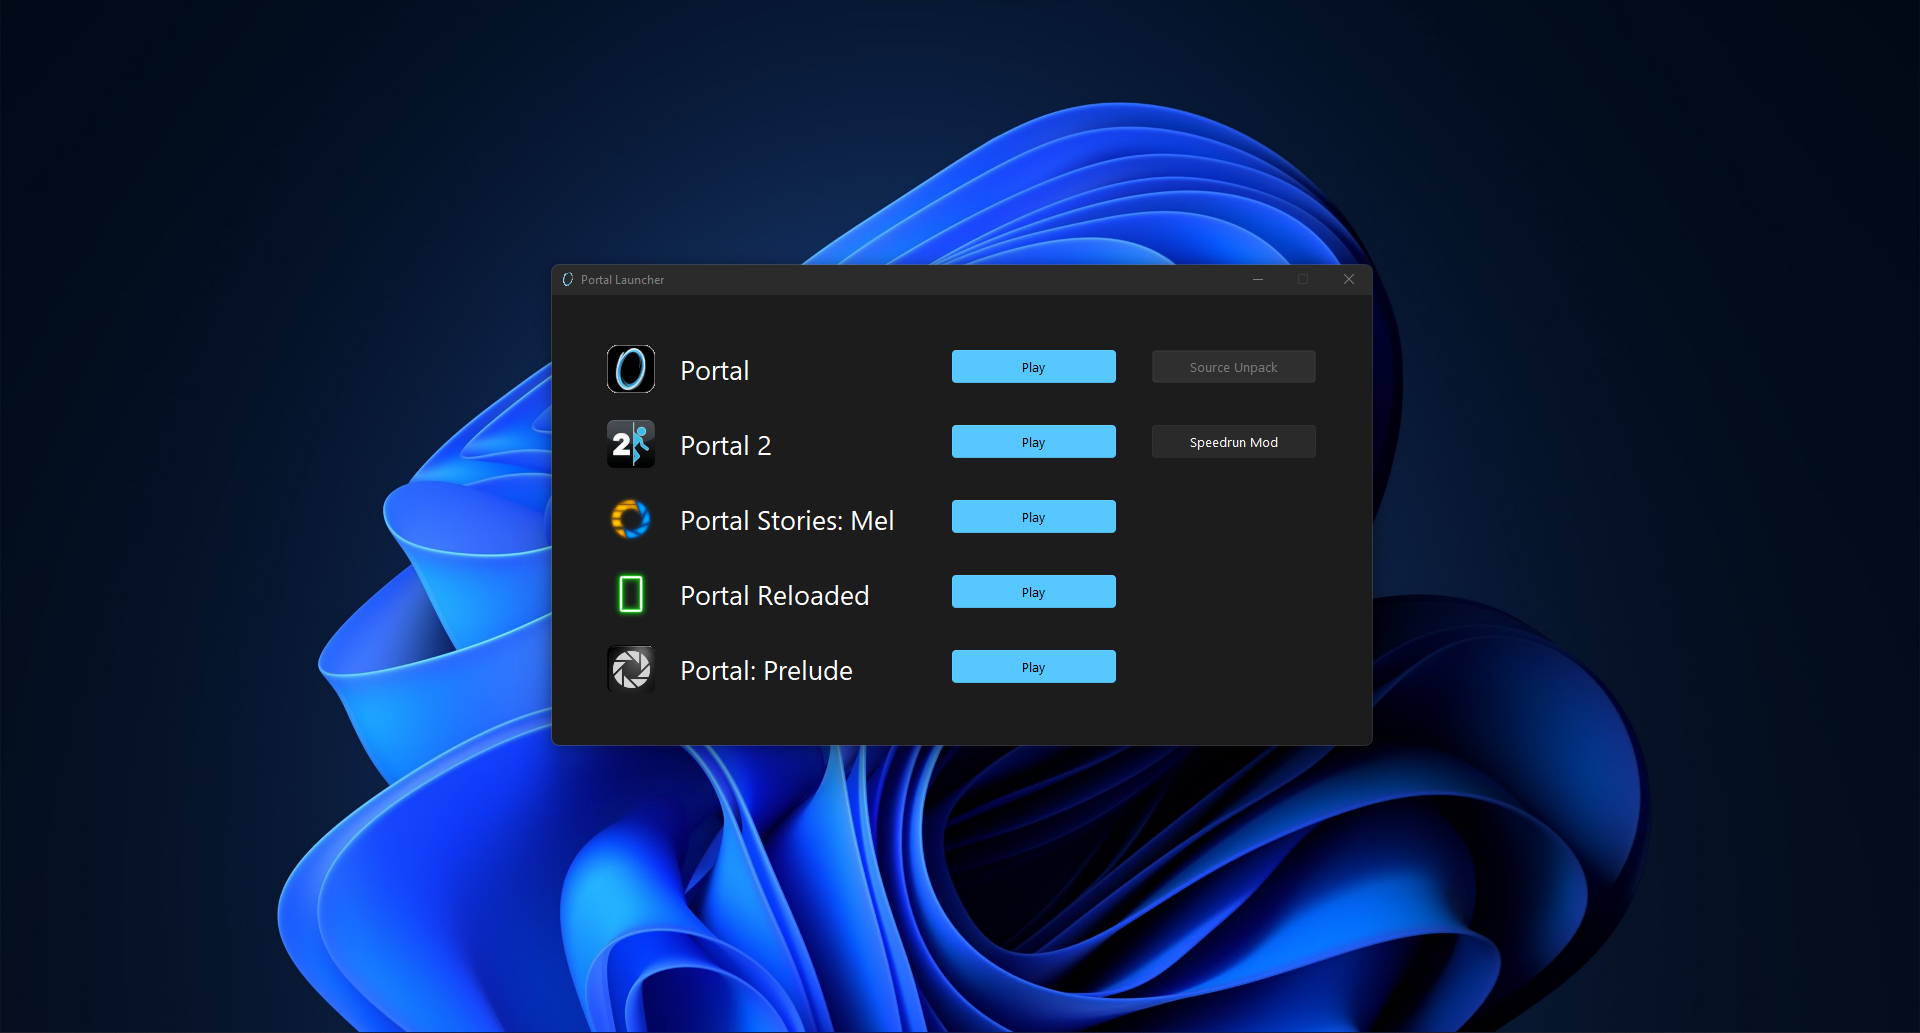 Portal Launcher
Portal
Play
Source Unpack
2
Portal 2
Play
Speedrun Mod
Portal Stories: Mel
Play
Portal Reloaded
Play
Portal: Prelude
Play